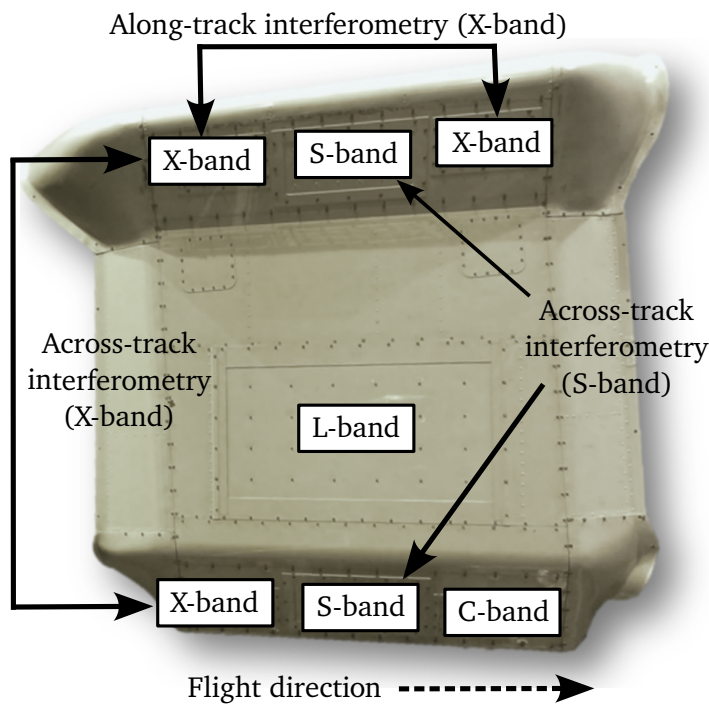 Along-track interferometry (X-band)
X-band
S-band
X-band
Across-track
interferometry
(X-band)
Across-track
interferometry
(S-band)
L-band
X-band
S-band
C-band
Flight direction